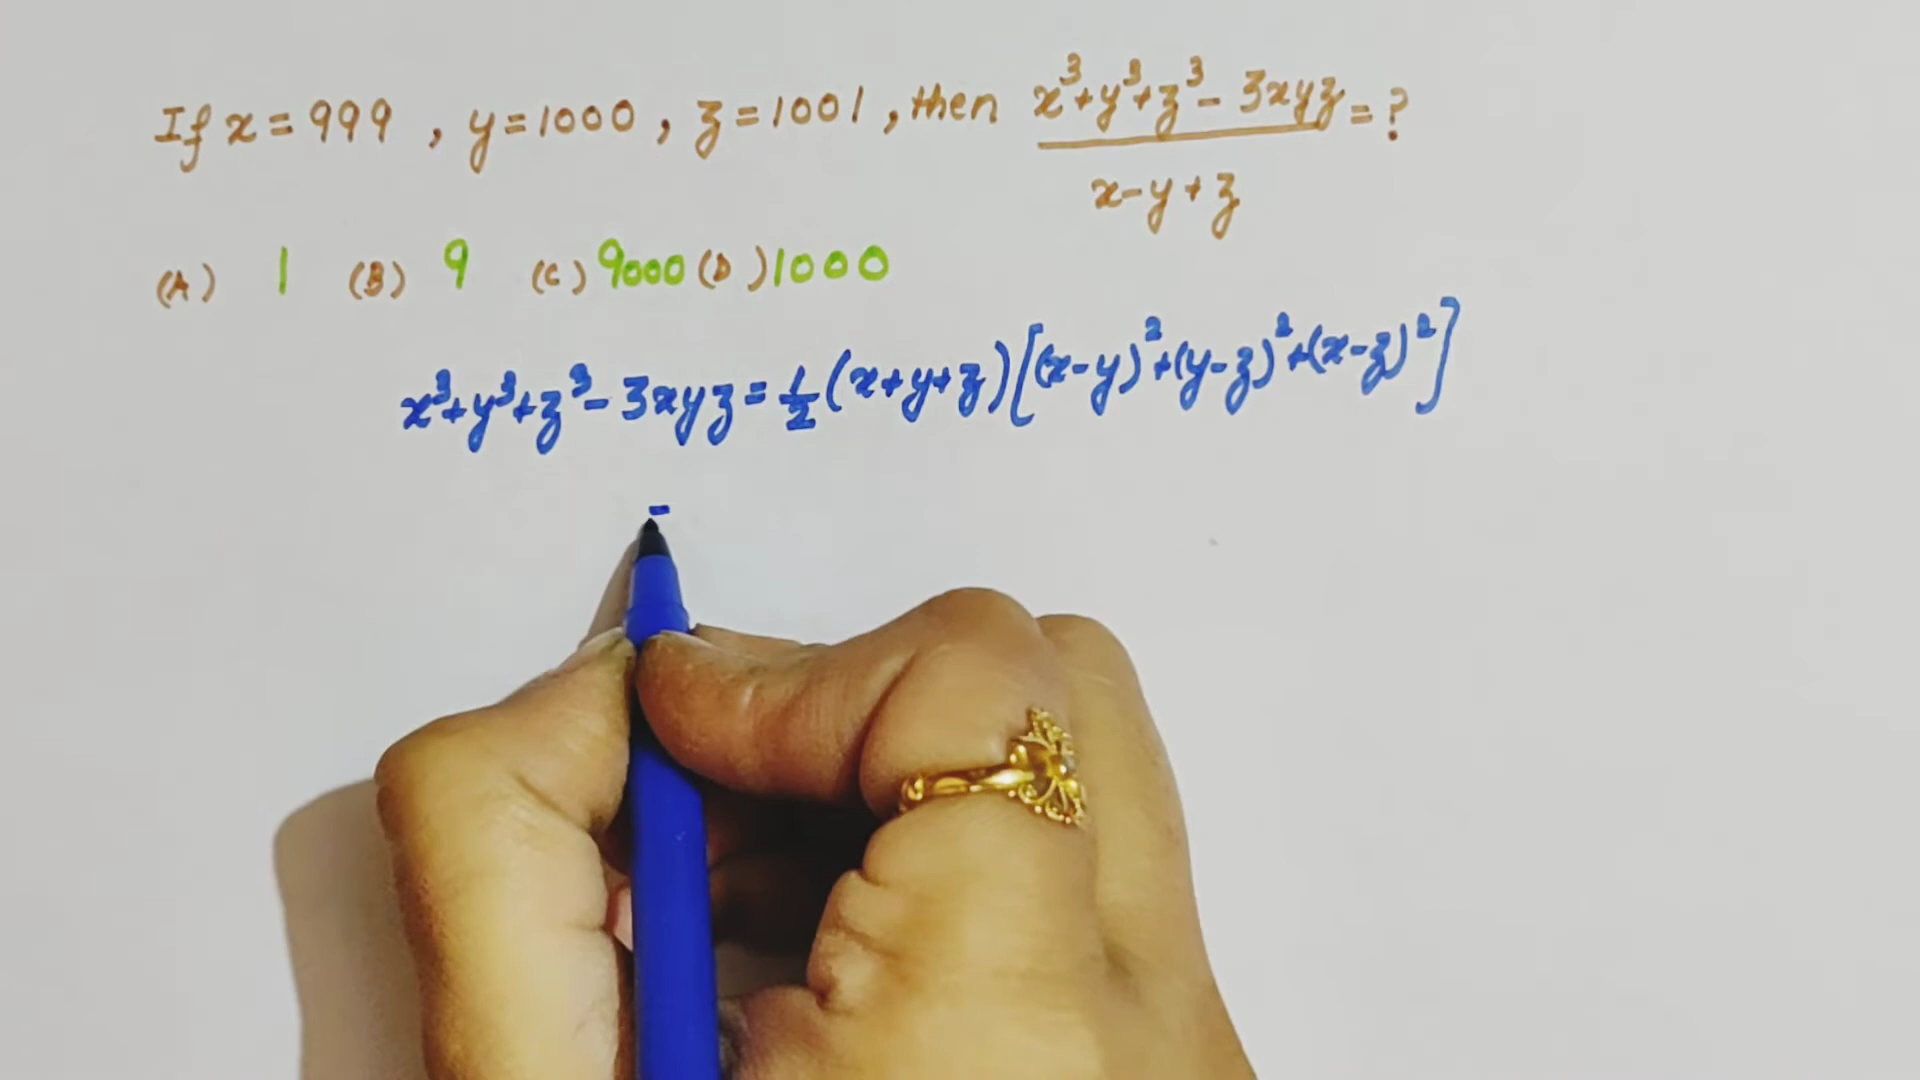 If x = 999 , y = 1000 , z = 1001 , then x³+y³+z³- 3xyz = ?
x-y+z
(A) 1 (B) 9 (C) 9000 (D) 1000
x³+y³+z³- 3xyz = 1/2 (x+y+z)[(x-y)²+(y-z)²+(x-z)²]
-